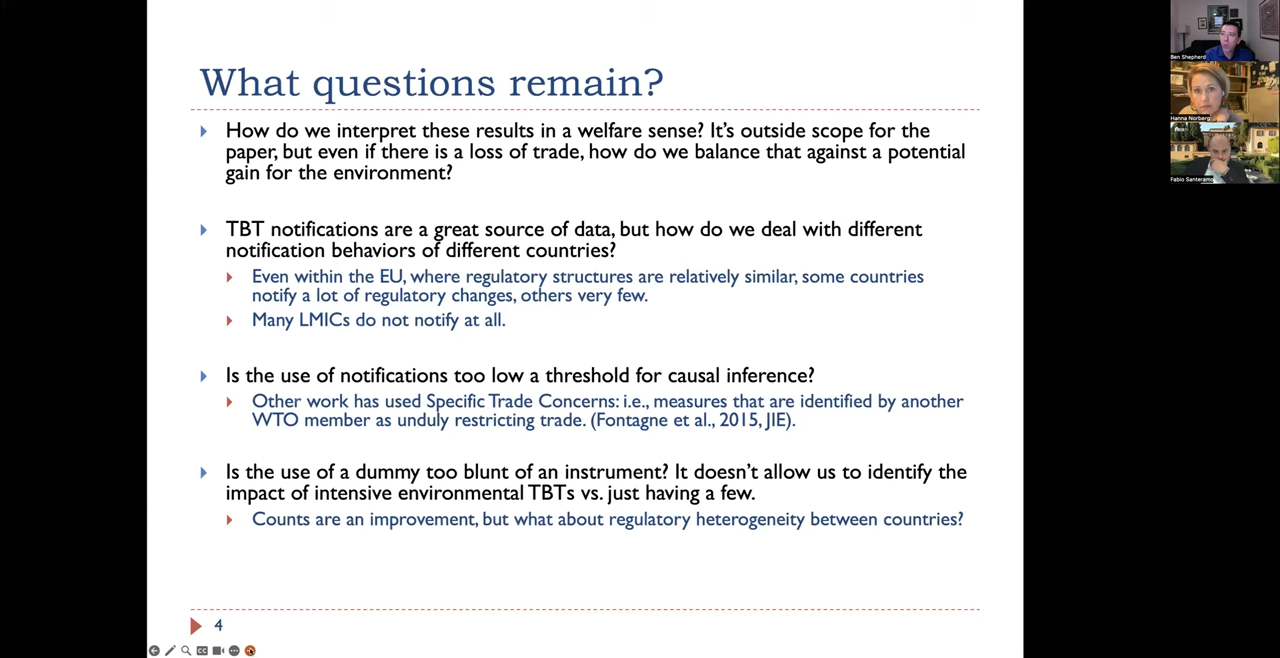 What questions remain?
How do we interpret these results in a welfare sense? It's outside scope for the
paper, but even if there is a loss of trade, how do we balance that against a potential
gain for the environment?
TBT notifications are a great source of data, but how do we deal with different
notification behaviors of different countries?
Even within the EU, where regulatory structures are relatively similar, some countries
notify a lot of regulatory changes, others very few.
Many LMICs do not notify at all.
Is the use of notifications too low a threshold for causal inference?
Other work has used Specific Trade Concerns: i.e., measures that are identified by another
WTO member as unduly restricting trade. (Fontagne et al., 2015, JIE).
Is the use of a dummy too blunt of an instrument? It doesn't allow us to identify the
impact of intensive environmental TBTs vs. just having a few.
Counts are an improvement, but what about regulatory heterogeneity between countries?
4
CC
Ben Shepherd
Hanna Norberg
Fabio Santeramo